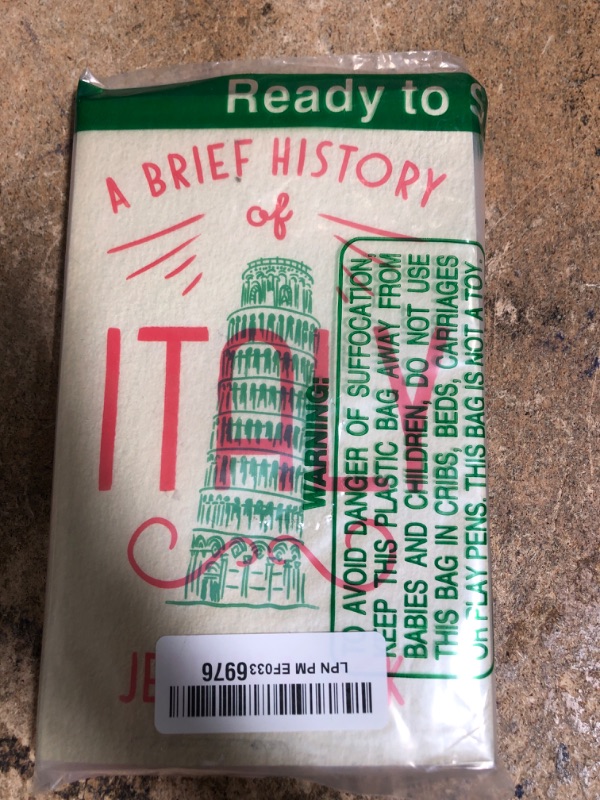 Ready to
A BRIEF HISTORY
of
ITALY
WARNING:
AVOID DANGER OF SUFFOCATION,
KEEP THIS PLASTIC BAG AWAY FROM
BABIES AND CHILDREN, DO NOT USE
THIS BAG IN CRIBS, BEDS, CARRIAGES
OR PLAY PENS. THIS BAG IS NOT A TOY.
LPN PM EF0336976